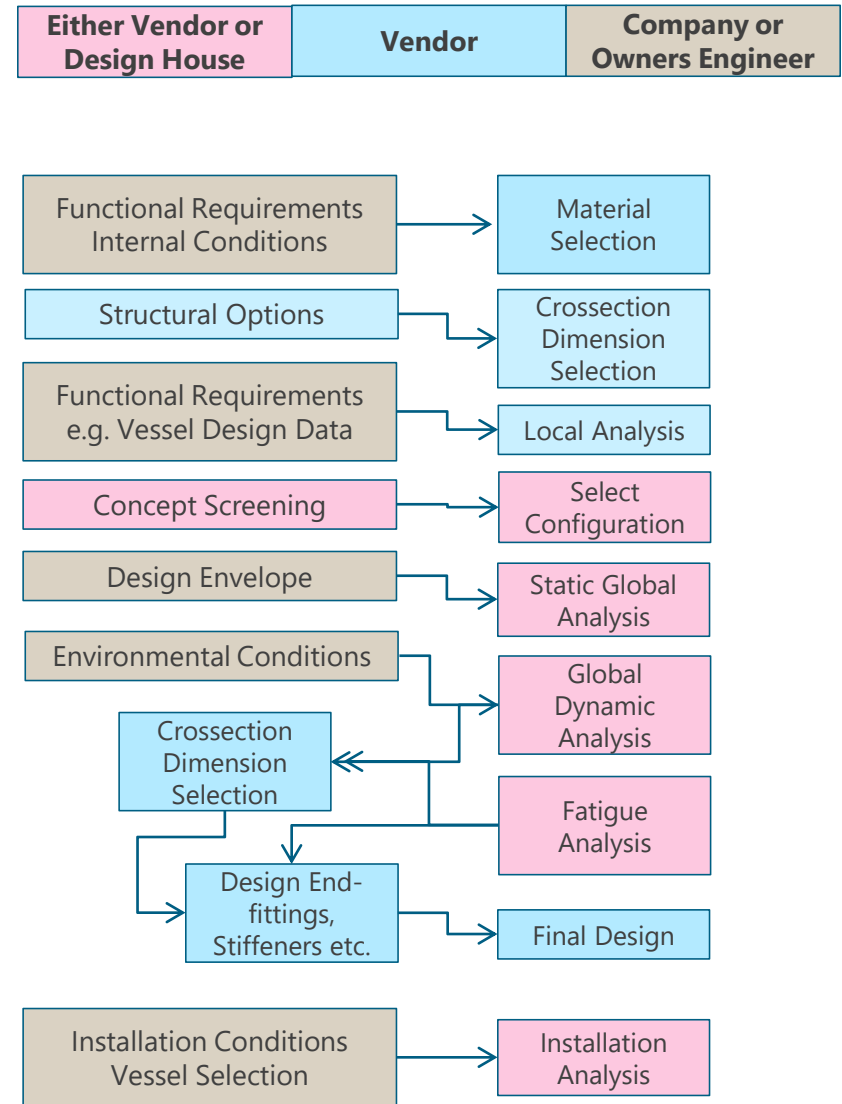 Either Vendor or
Design House
Vendor
Company or
Owners Engineer
Functional Requirements
Internal Conditions
Material
Selection
Structural Options
Crossection
Dimension
Selection
Functional Requirements
e.g. Vessel Design Data
Local Analysis
Concept Screening
Select
Configuration
Design Envelope
Static Global
Analysis
Environmental Conditions
Global
Dynamic
Analysis
Crossection
Dimension
Selection
Fatigue
Analysis
Design End-
fittings,
Stiffeners etc.
Final Design
Installation Conditions
Vessel Selection
Installation
Analysis